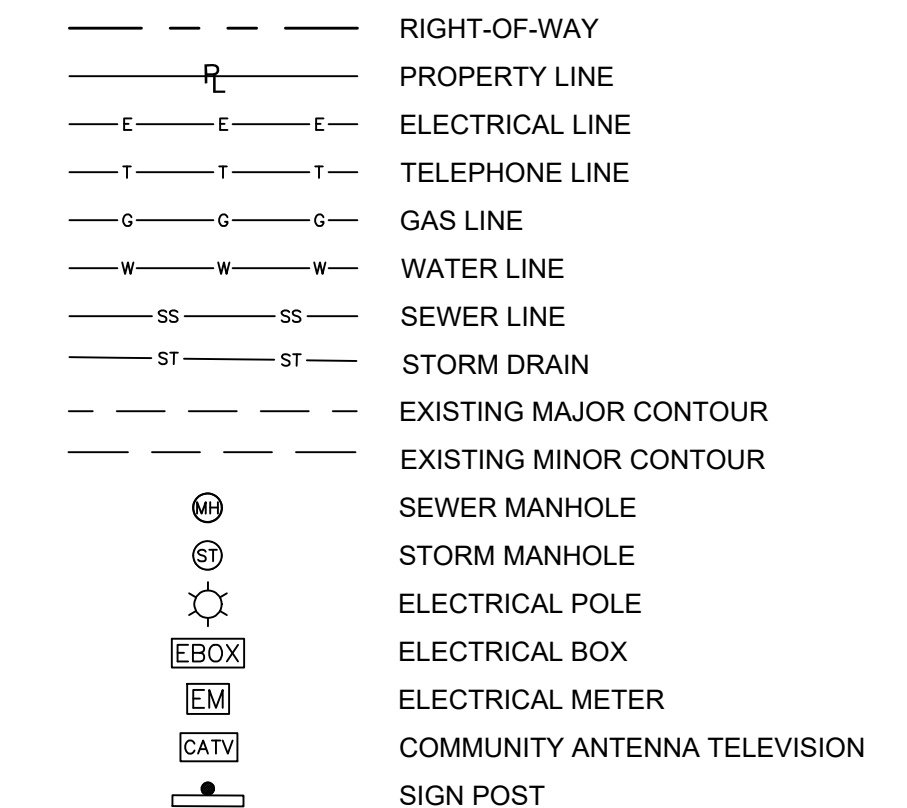 RIGHT-OF-WAY
PL PROPERTY LINE
E E E ELECTRICAL LINE
T T T TELEPHONE LINE
G G G GAS LINE
W W W WATER LINE
SS SS SEWER LINE
ST ST STORM DRAIN
EXISTING MAJOR CONTOUR
EXISTING MINOR CONTOUR
MH SEWER MANHOLE
ST STORM MANHOLE
ELECTRICAL POLE
EBOX ELECTRICAL BOX
EM ELECTRICAL METER
CATV COMMUNITY ANTENNA TELEVISION
SIGN POST